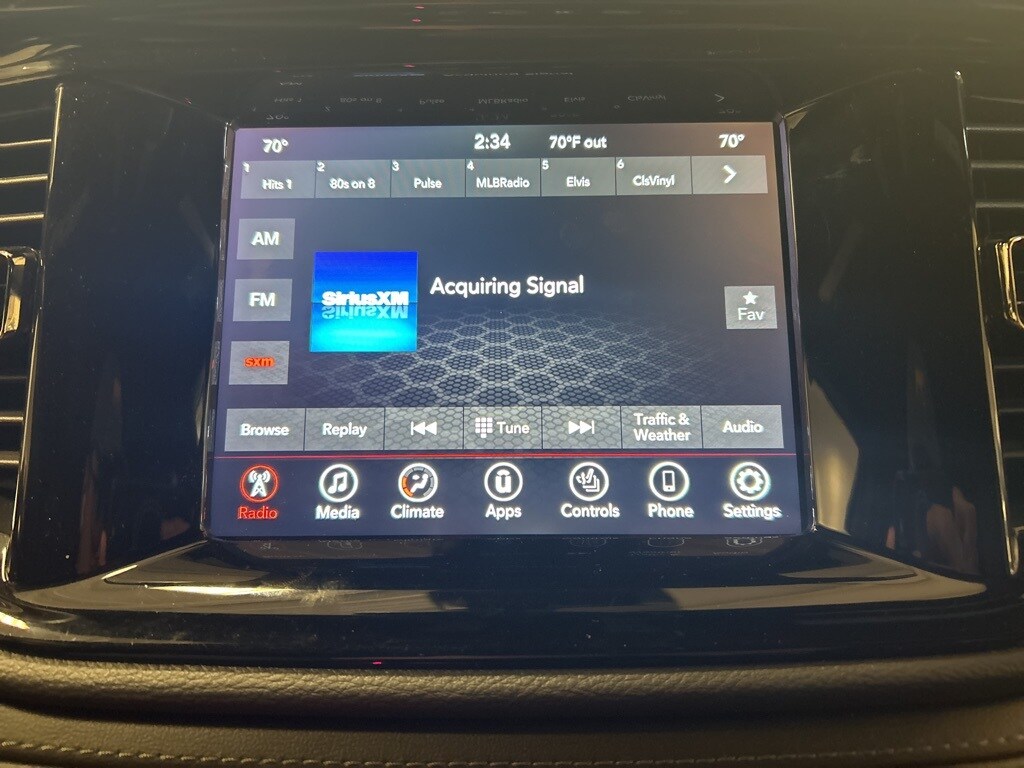 70° 2:34 70°F out 70°
1 Hits 1 2 80s on 8 3 Pulse 4 MLBRadio 5 Elvis 6 ClsVinyl
AM
FM
sxm
SiriusXM
Acquiring Signal
Fav
Browse Replay Tune Traffic & Weather Audio
Radio Media Climate Apps Controls Phone Settings